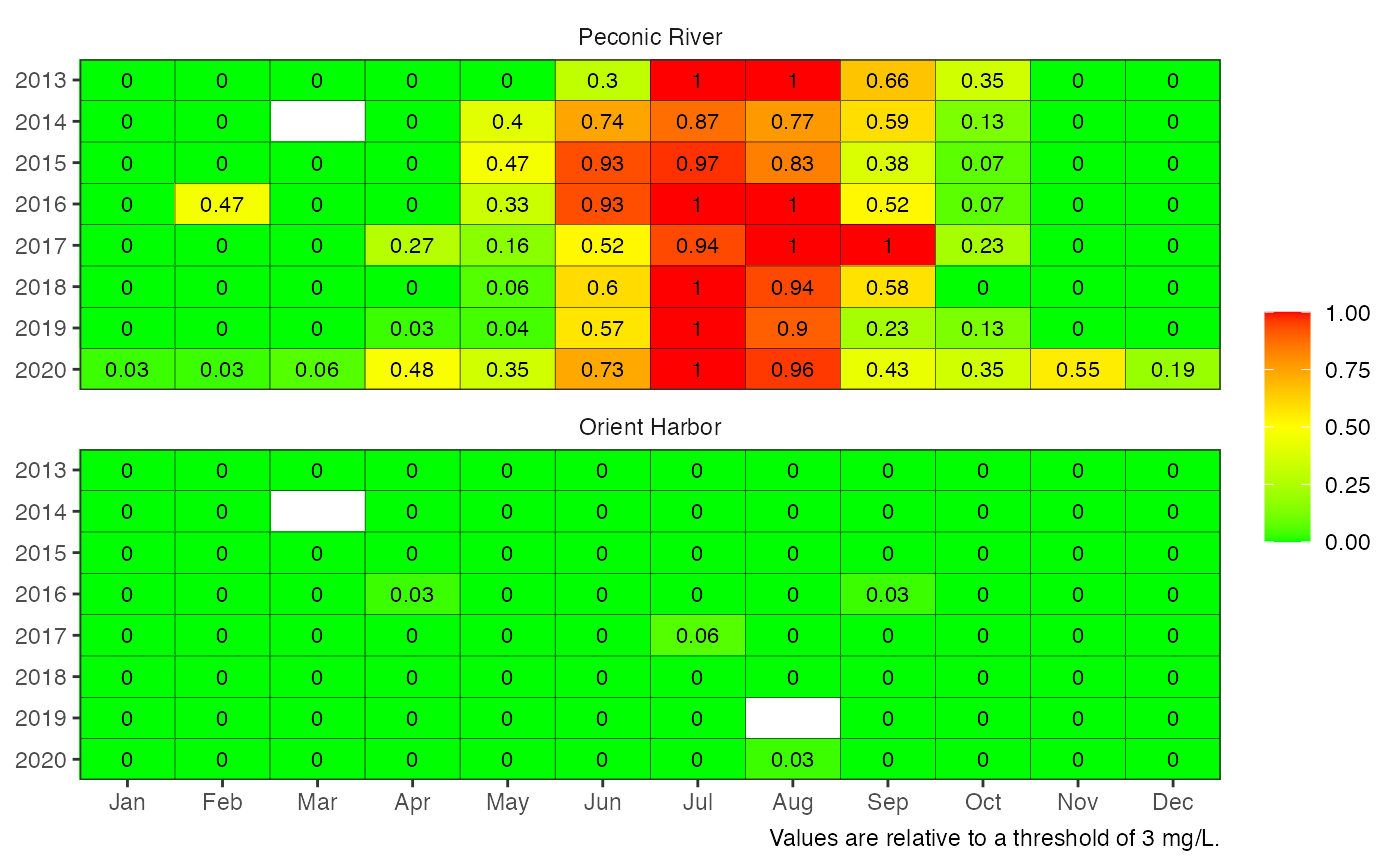 Peconic River
2013 0 0 0 0 0 0.3 1 1 0.66 0.35 0 0
2014 0 0 0 0.4 0.74 0.87 0.77 0.59 0.13 0 0
2015 0 0 0 0 0.47 0.93 0.97 0.83 0.38 0.07 0 0
2016 0 0.47 0 0 0.33 0.93 1 1 0.52 0.07 0 0
2017 0 0 0 0.27 0.16 0.52 0.94 1 1 0.23 0 0
2018 0 0 0 0 0.06 0.6 1 0.94 0.58 0 0 0
2019 0 0 0 0.03 0.04 0.57 1 0.9 0.23 0.13 0 0
2020 0.03 0.03 0.06 0.48 0.35 0.73 1 0.96 0.43 0.35 0.55 0.19
Orient Harbor
2013 0 0 0 0 0 0 0 0 0 0 0 0
2014 0 0 0 0 0 0 0 0 0 0 0
2015 0 0 0 0 0 0 0 0 0 0 0 0
2016 0 0 0 0.03 0 0 0 0 0.03 0 0 0
2017 0 0 0 0 0 0 0.06 0 0 0 0 0
2018 0 0 0 0 0 0 0 0 0 0 0 0
2019 0 0 0 0 0 0 0 0 0 0 0
2020 0 0 0 0 0 0 0 0.03 0 0 0 0
Jan Feb Mar Apr May Jun Jul Aug Sep Oct Nov Dec
Values are relative to a threshold of 3 mg/L.
1.00
0.75
0.50
0.25
0.00